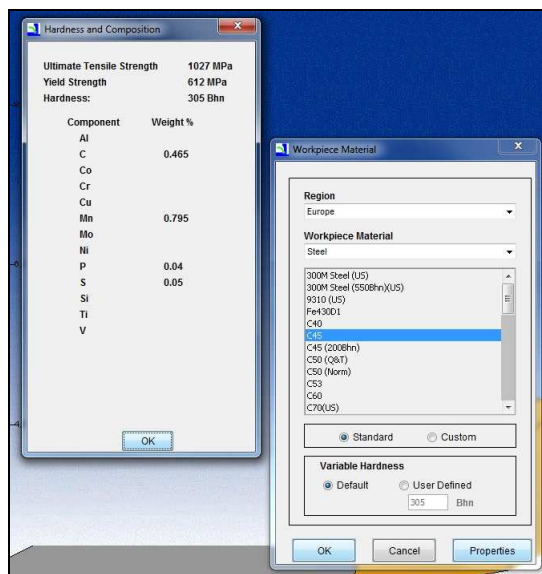 Hardness and Composition
Ultimate Tensile Strength 1027 MPa
Yield Strength 612 MPa
Hardness: 305 Bhn
Component Weight %
Al
C 0.465
Co
Cr
Cu
Mn 0.795
Mo
Ni
P 0.04
S 0.05
Si
Ti
V
OK
Workpiece Material
Region
Europe
Workpiece Material
Steel
300M Steel (US)
300M Steel (550Bhn)(US)
9310 (US)
Fe430D1
C40
C45
C45 (200Bhn)
C50 (Q&T)
C50 (Norm)
C53
C60
C70(US)
Standard Custom
Variable Hardness
Default User Defined
305 Bhn
OK Cancel Properties